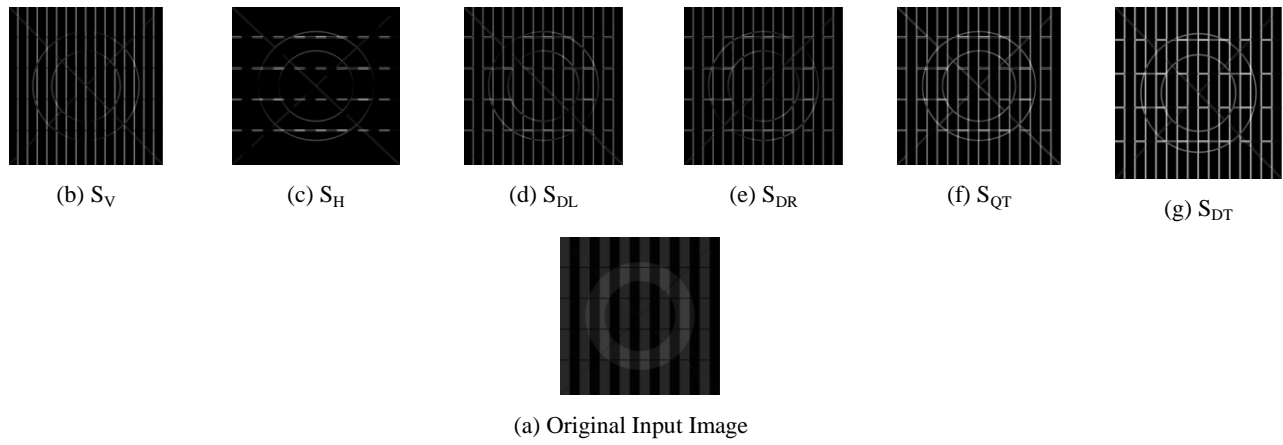 (b) S_V
(c) S_H
(d) S_DL
(e) S_DR
(f) S_QT
(g) S_DT
(a) Original Input Image